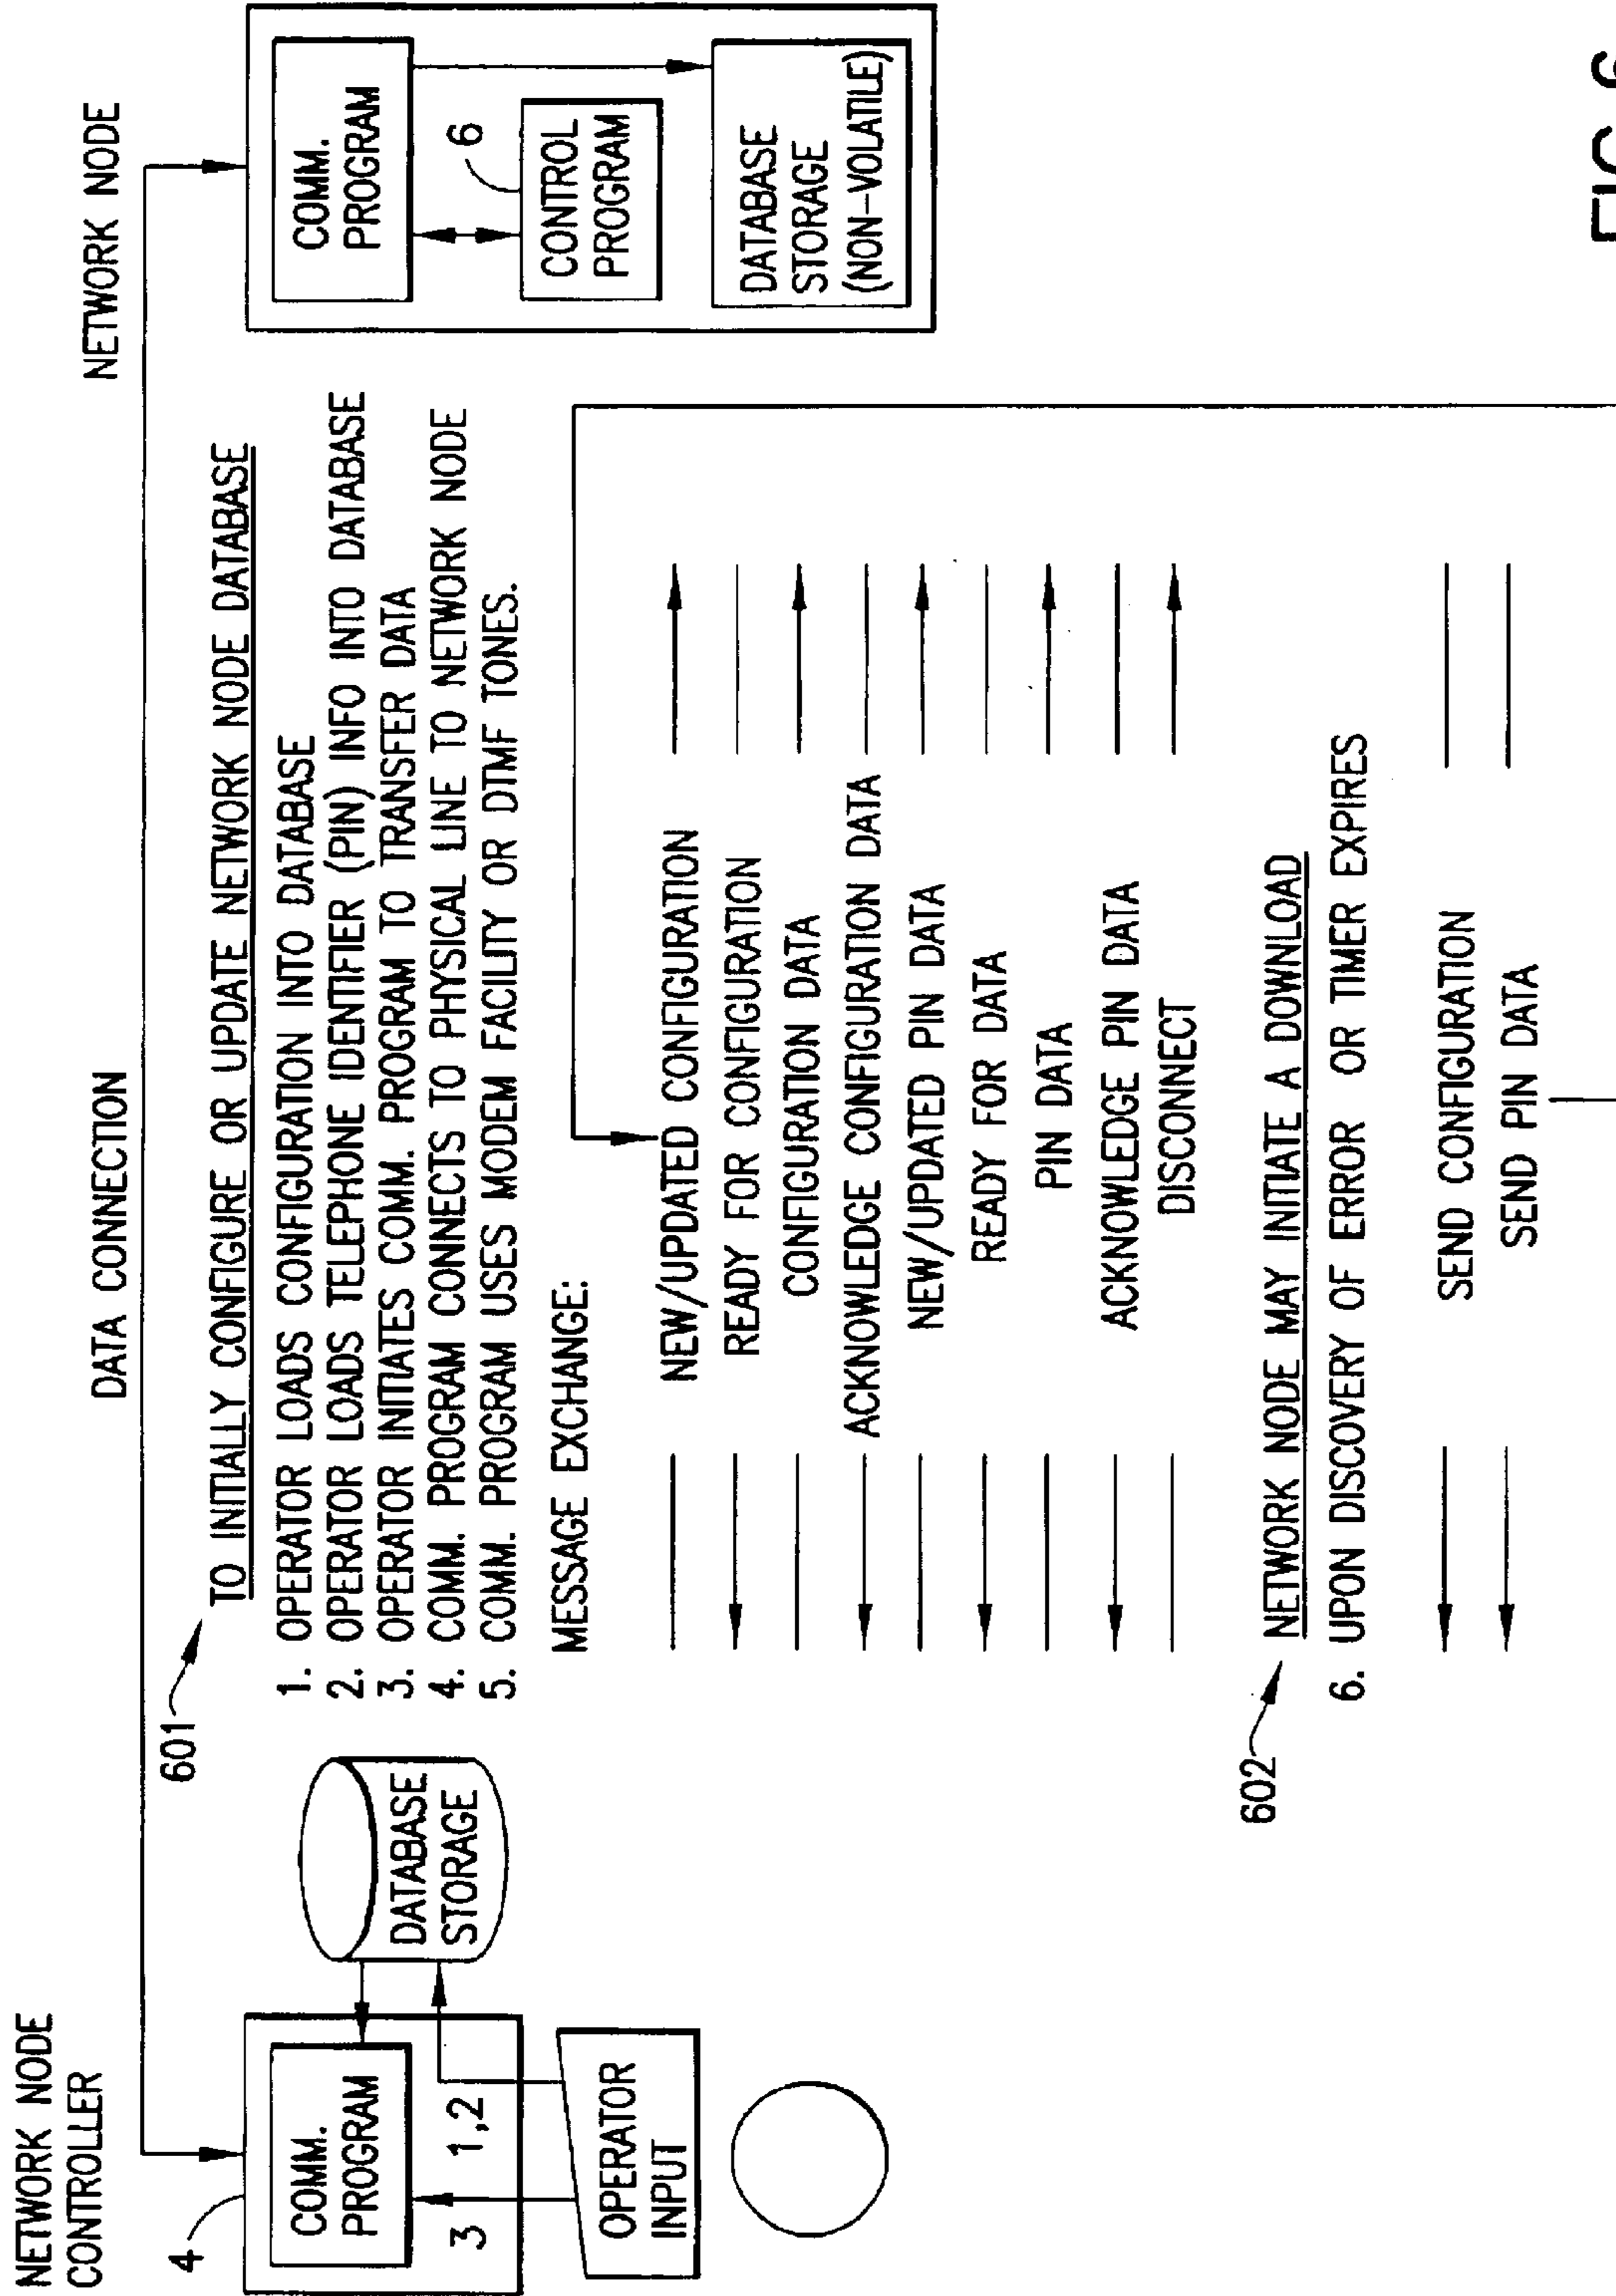 NETWORK NODE
CONTROLLER
DATA CONNECTION
NETWORK NODE
4
COMM.
PROGRAM
3
1,2
OPERATOR
INPUT
DATABASE
STORAGE
601
TO INITIALLY CONFIGURE OR UPDATE NETWORK NODE DATABASE
1. OPERATOR LOADS CONFIGURATION INTO DATABASE
2. OPERATOR LOADS TELEPHONE IDENTIFIER (PIN) INFO INTO DATABASE
3. OPERATOR INITIATES COMM. PROGRAM TO TRANSFER DATA
4. COMM. PROGRAM CONNECTS TO PHYSICAL LINE TO NETWORK NODE
5. COMM. PROGRAM USES MODEM FACILITY OR DTMF TONES.
MESSAGE EXCHANGE:
NEW/UPDATED CONFIGURATION
READY FOR CONFIGURATION
CONFIGURATION DATA
ACKNOWLEDGE CONFIGURATION DATA
NEW/UPDATED PIN DATA
READY FOR DATA
PIN DATA
ACKNOWLEDGE PIN DATA
DISCONNECT
602
NETWORK NODE MAY INITIATE A DOWNLOAD
6. UPON DISCOVERY OF ERROR OR TIMER EXPIRES
SEND CONFIGURATION
SEND PIN DATA
COMM.
PROGRAM
6
CONTROL
PROGRAM
DATABASE
STORAGE
(NON-VOLATILE)